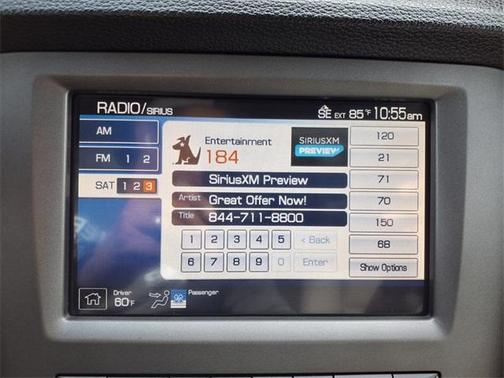 RADIO/SIRIUS SE EXT 85°F 10:55am
AM
FM 1 2
SAT 1 2 3
Entertainment
184
SIRIUSXM
PREVIEW
SiriusXM Preview
Artist Great Offer Now!
Title 844-711-8800
1 2 3 4 5 < Back
6 7 8 9 0 Enter
120
21
71
70
150
68
Show Options
Driver
60°F
Passenger